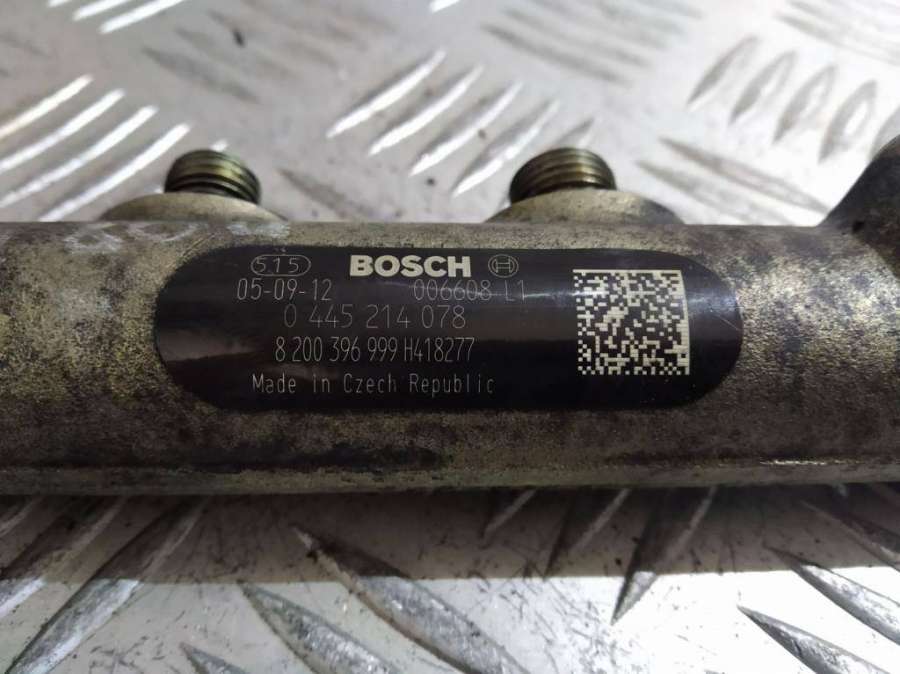 515 BOSCH
05-09-12 006608 L1
0 445 214 078
8 200 396 999 H418277
Made in Czech Republic